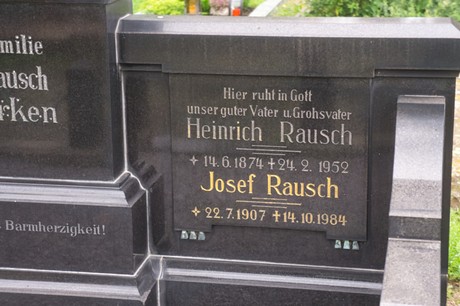 amilie
ausch
rken
Barmherzigkeit!
Hier ruht in Gott
unser guter Vater u. Grohsvater
Heinrich Rausch
14.6.1874 + 24.2.1952
Josef Rausch
22.7.1907 + 14.10.1984